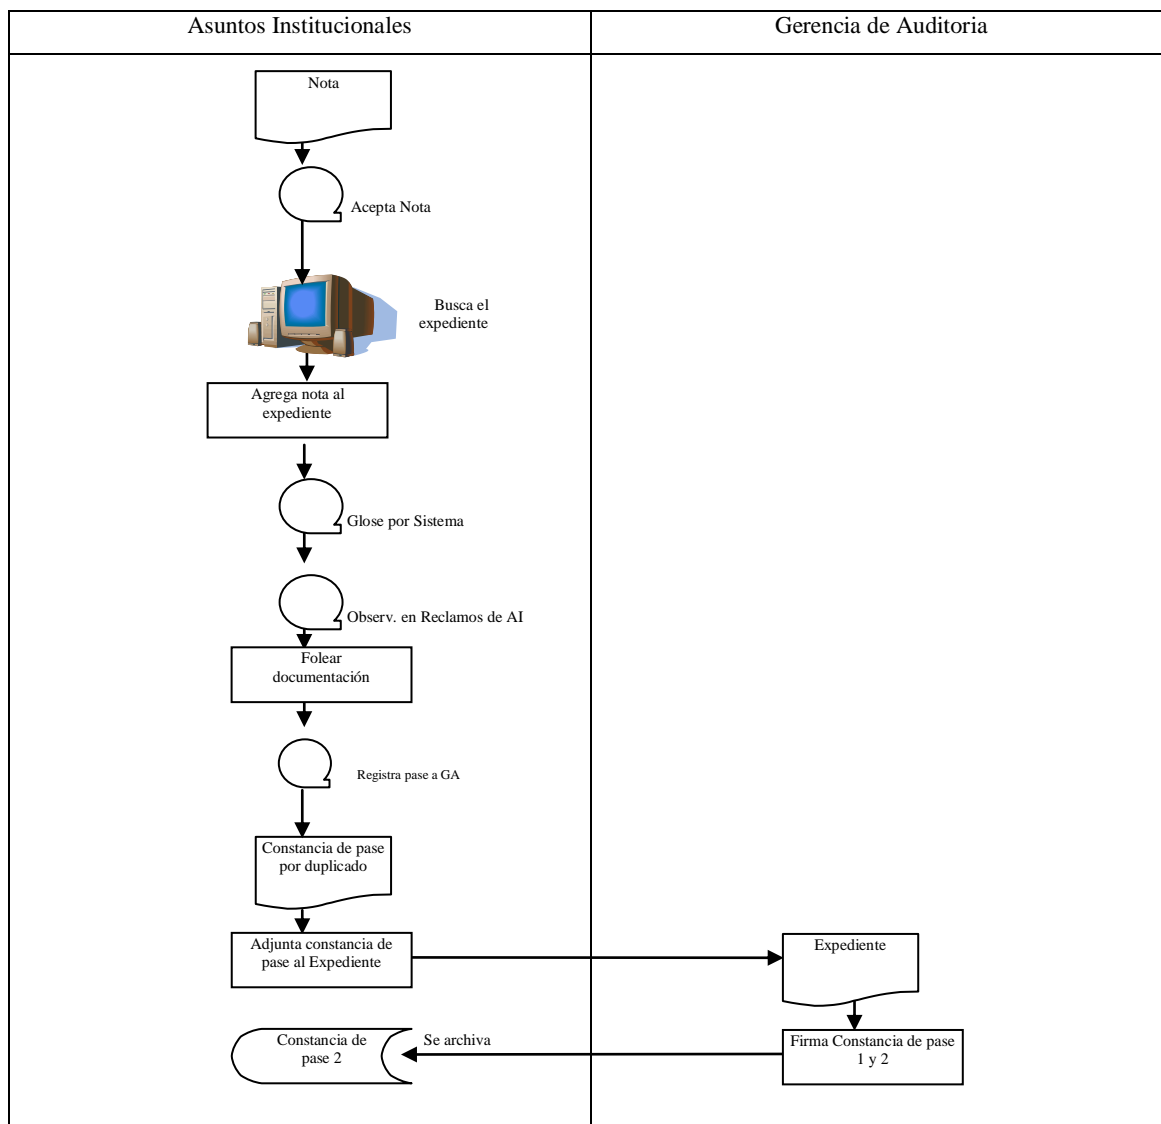 Asuntos Institucionales
Gerencia de Auditoria
Nota
Acepta Nota
Busca el
expediente
Agrega nota al
expediente
Glose por Sistema
Observ. en Reclamos de AI
Folear
documentación
Registra pase a GA
Constancia de pase
por duplicado
Adjunta constancia de
pase al Expediente
Expediente
Constancia de
pase 2
Se archiva
Firma Constancia de pase
1 y 2